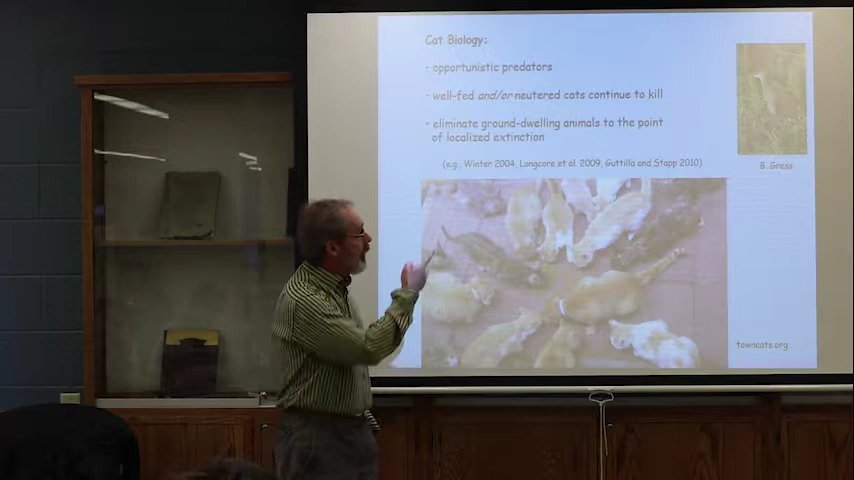 Cat Biology:
- opportunistic predators
- well-fed and/or neutered cats continue to kill
- eliminate ground-dwelling animals to the point
of localized extinction
(e.g., Winter 2004, Longcore et al. 2009, Guttilla and Stapp 2010)
B. Gress
towncats.org